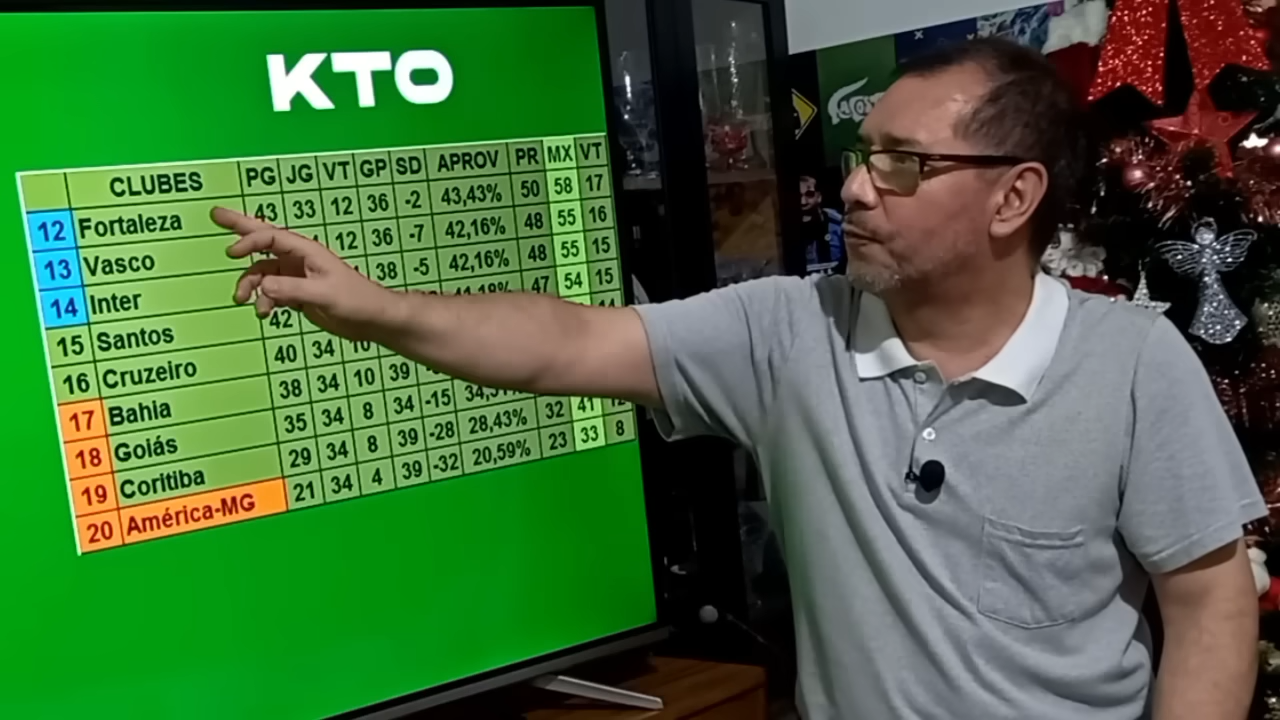 KTO
CLUBES PG JG VT GP SD APROV PR MX VT
12 Fortaleza 43 33 12 36 -2 43,43% 50 58 17
13 Vasco 12 36 -7 42,16% 48 55 16
14 Inter 38 -5 42,16% 48 55 15
15 Santos 42 41,18% 47 54 15
16 Cruzeiro 40 34 10
17 Bahia 38 34 10 39
18 Goiás 35 34 8 34 -15
19 Coritiba 29 34 8 39 -28 28,43% 32 41
20 América-MG 21 34 4 39 -32 20,59% 23 33 8